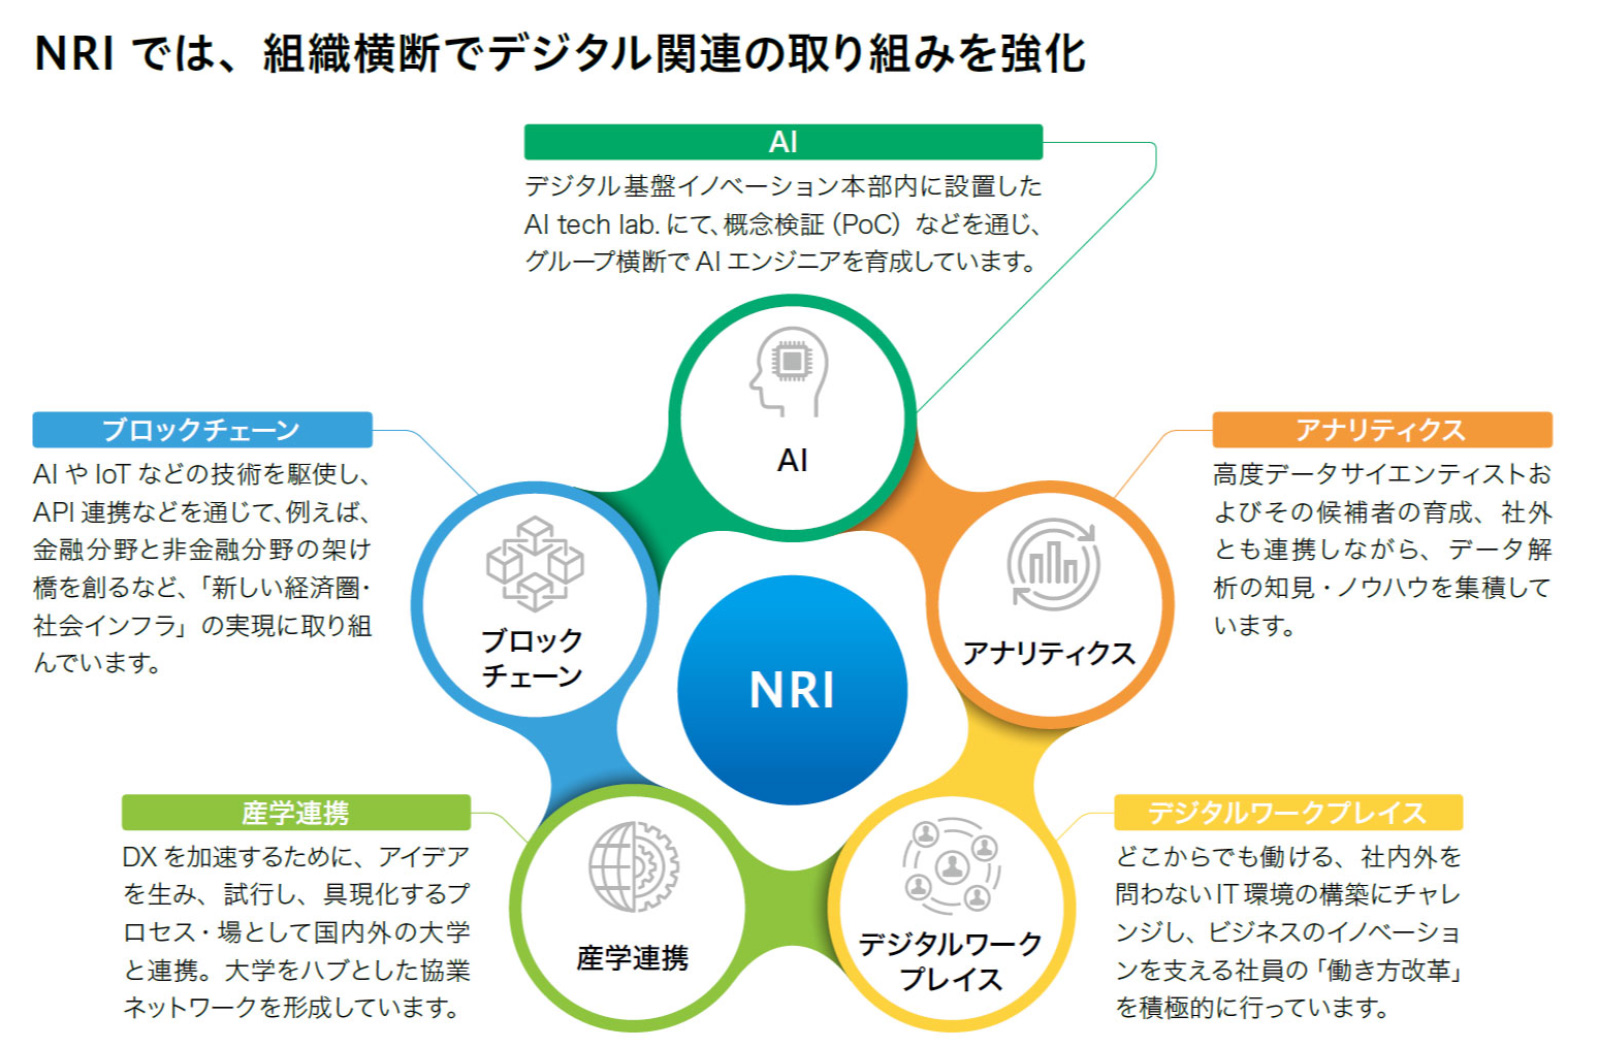 NRI では、組織横断でデジタル関連の取り組みを強化
AI
デジタル基盤イノベーション本部内に設置した
AI tech lab. にて、概念検証（PoC）などを通じ、
グループ横断で AI エンジニアを育成しています。
AI
ブロックチェーン
AI や IoT などの技術を駆使し、
API 連携などを通じて、例えば、
金融分野と非金融分野の架け
橋を創るなど、「新しい経済圏・
社会インフラ」の実現に取り組
んでいます。
ブロック
チェーン
アナリティクス
高度データサイエンティストお
よびその候補者の育成、社外
とも連携しながら、データ解
析の知見・ノウハウを集積して
います。
アナリティクス
NRI
産学連携
DX を加速するために、アイデア
を生み、試行し、具現化するプ
ロセス・場として国内外の大学
と連携。大学をハブとした協業
ネットワークを形成しています。
産学連携
デジタルワークプレイス
どこからでも働ける、社内外を
問わない IT 環境の構築にチャレ
ンジし、ビジネスのイノベーショ
ンを支える社員の「働き方改革」
を積極的に行っています。
デジタルワーク
プレイス